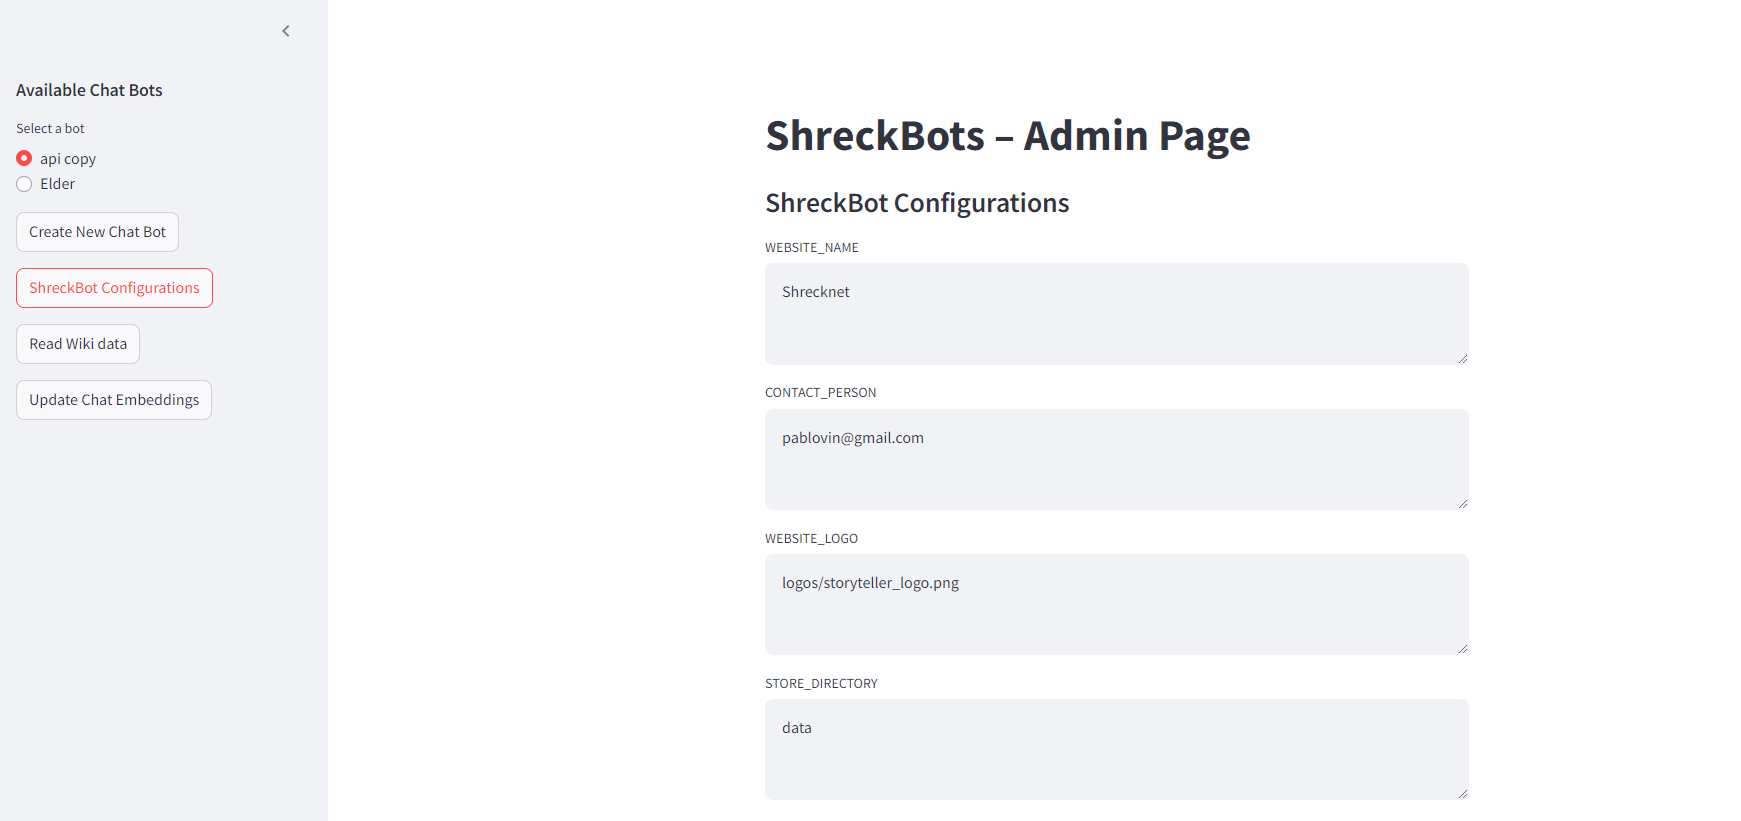 Available Chat Bots
Select a bot
api copy
Elder
Create New Chat Bot
ShreckBot Configurations
Read Wiki data
Update Chat Embeddings
ShreckBots – Admin Page
ShreckBot Configurations
WEBSITE_NAME
Shrecknet
CONTACT_PERSON
pablovin@gmail.com
WEBSITE_LOGO
logos/storyteller_logo.png
STORE_DIRECTORY
data